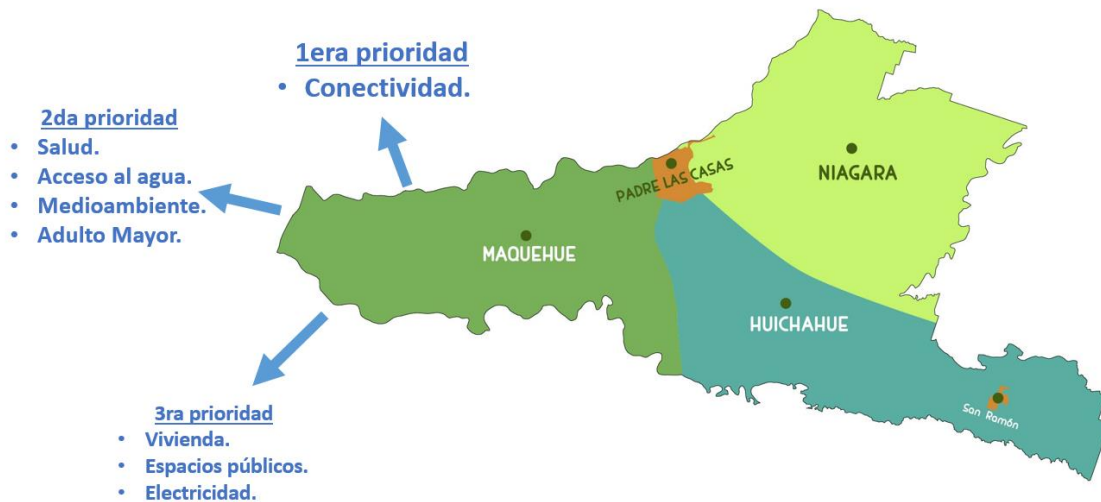 1era prioridad
• Conectividad.
2da prioridad
• Salud.
• Acceso al agua.
• Medioambiente.
• Adulto Mayor.
PADRE LAS CASAS
NIAGARA
MAQUEHUE
HUICHAHUE
San Ramón
3ra prioridad
• Vivienda.
• Espacios públicos.
• Electricidad.